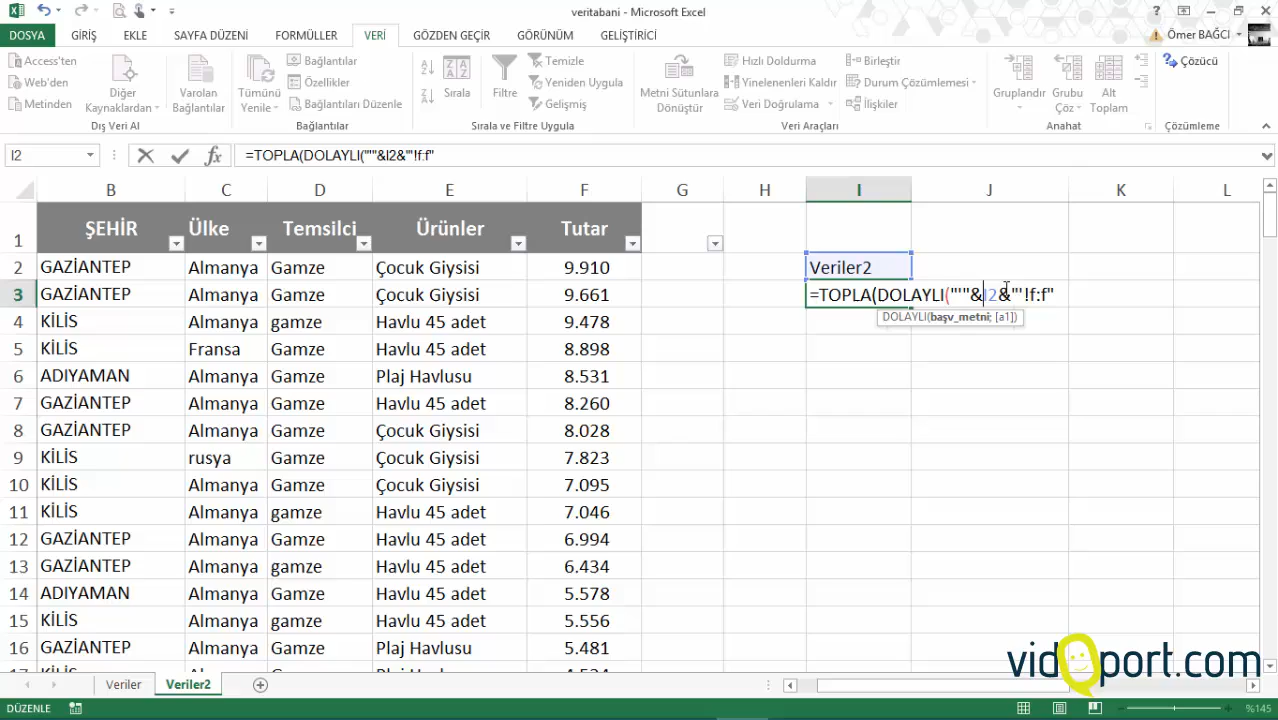 veritabani - Microsoft Excel
DOSYA GİRİŞ EKLE SAYFA DÜZENİ FORMÜLLER VERİ GÖZDEN GEÇİR GÖRÜNÜM GELİŞTİRİCİ Ömer BAĞCI
Access'ten Web'den Metinden Diğer Kaynaklardan Varolan Bağlantılar Tümünü Yenile Bağlantılar Özellikler Bağlantıları Düzenle Sırala Filtre Temizle Yeniden Uygula Gelişmiş Metni Sütunlara Dönüştür Hızlı Doldurma Yinelenenleri Kaldır Veri Doğrulama Birleştir Durum Çözümlemesi İlişkiler Gruplandır Grubu Çöz Alt Toplam Çözücü
Dış Veri Al Bağlantılar Sırala ve Filtre Uygula Veri Araçları Anahat Çözümleme
I2 fx =TOPLA(DOLAYLI("'"&I2&"'!f:f"
B C D E F G H I J K L
1 ŞEHİR Ülke Temsilci Ürünler Tutar
2 GAZİANTEP Almanya Gamze Çocuk Giysisi 9.910 Veriler2
3 GAZİANTEP Almanya Gamze Çocuk Giysisi 9.661 =TOPLA(DOLAYLI("'"&I2&"'!f:f"
DOLAYLI(başv_metni; [a1])
4 KİLİS Almanya Gamze Havlu 45 adet 9.478
5 KİLİS Fransa Gamze Havlu 45 adet 8.898
6 ADIYAMAN Almanya Gamze Plaj Havlusu 8.531
7 GAZİANTEP Almanya Gamze Havlu 45 adet 8.260
8 GAZİANTEP Almanya Gamze Çocuk Giysisi 8.028
9 KİLİS rusya Gamze Çocuk Giysisi 7.823
10 KİLİS Almanya Gamze Çocuk Giysisi 7.095
11 KİLİS Almanya gamze Havlu 45 adet 7.046
12 GAZİANTEP Almanya Gamze Havlu 45 adet 6.994
13 GAZİANTEP Almanya gamze Havlu 45 adet 6.434
14 ADIYAMAN Almanya Gamze Havlu 45 adet 5.578
15 KİLİS Almanya gamze Havlu 45 adet 5.556
16 GAZİANTEP Almanya Gamze Plaj Havlusu 5.481
vidoport.com
Veriler Veriler2
DÜZENLE %145